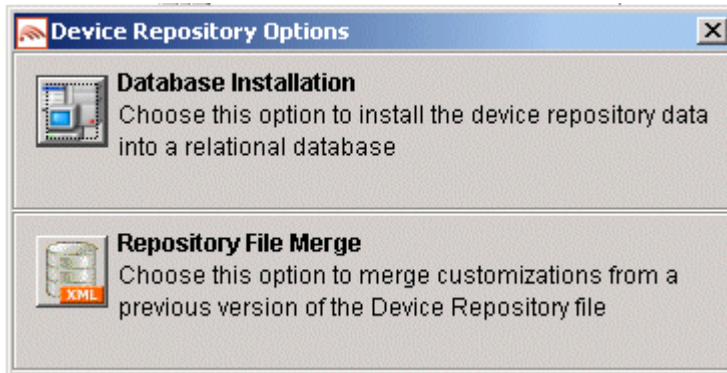 Device Repository Options
Database Installation
Choose this option to install the device repository data
into a relational database
Repository File Merge
XML
Choose this option to merge customizations from a
previous version of the Device Repository file